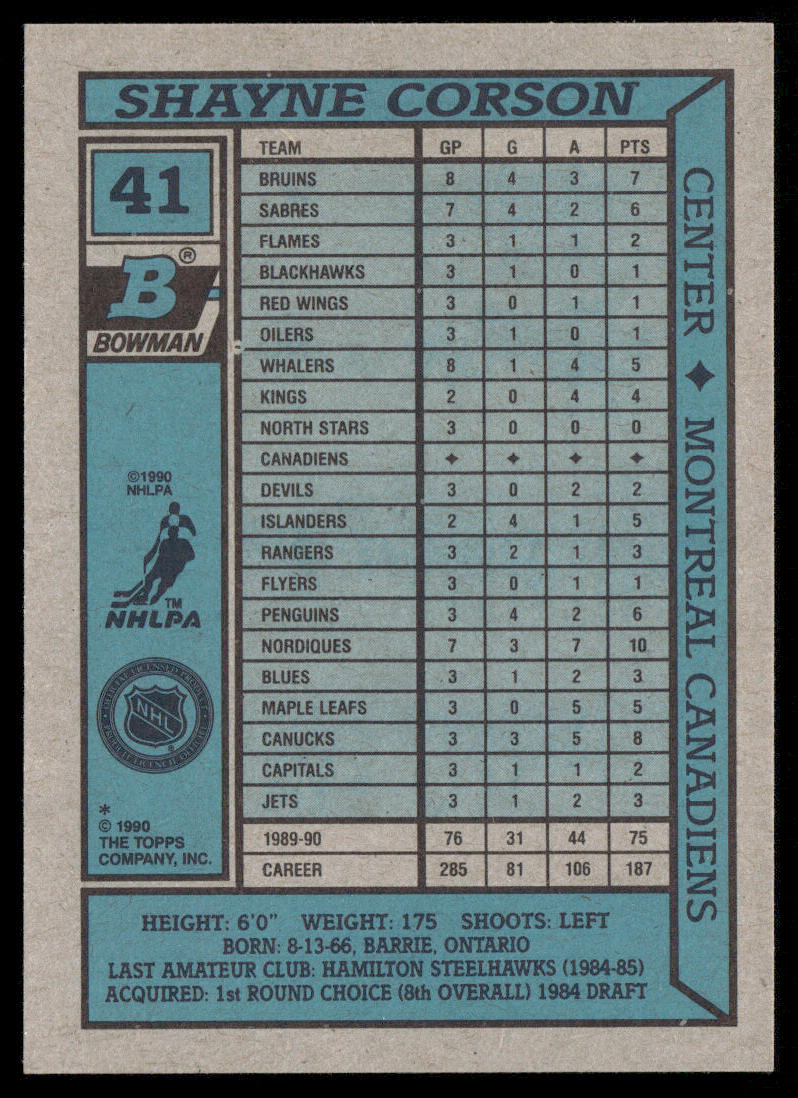 SHAYNE CORSON
41
B®
BOWMAN
©1990
NHLPA
TM
NHLPA
OFFICIAL LICENSED PRODUCT
NHL
®
*
© 1990
THE TOPPS
COMPANY, INC.
TEAM GP G A PTS
BRUINS 8 4 3 7
SABRES 7 4 2 6
FLAMES 3 1 1 2
BLACKHAWKS 3 1 0 1
RED WINGS 3 0 1 1
OILERS 3 1 0 1
WHALERS 8 1 4 5
KINGS 2 0 4 4
NORTH STARS 3 0 0 0
CANADIENS ✦ ✦ ✦ ✦
DEVILS 3 0 2 2
ISLANDERS 2 4 1 5
RANGERS 3 2 1 3
FLYERS 3 0 1 1
PENGUINS 3 4 2 6
NORDIQUES 7 3 7 10
BLUES 3 1 2 3
MAPLE LEAFS 3 0 5 5
CANUCKS 3 3 5 8
CAPITALS 3 1 1 2
JETS 3 1 2 3
1989-90 76 31 44 75
CAREER 285 81 106 187
CENTER ✦ MONTREAL CANADIENS
HEIGHT: 6'0" WEIGHT: 175 SHOOTS: LEFT
BORN: 8-13-66, BARRIE, ONTARIO
LAST AMATEUR CLUB: HAMILTON STEELHAWKS (1984-85)
ACQUIRED: 1st ROUND CHOICE (8th OVERALL) 1984 DRAFT